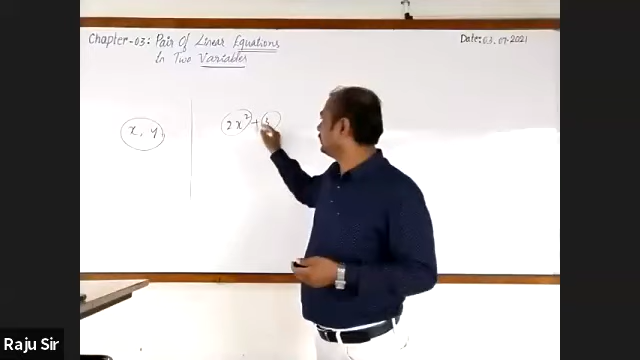 Chapter-03: Pair Of Linear Equations
In Two Variables
Date: 03.07.2021
x, y
2x² +
Raju Sir